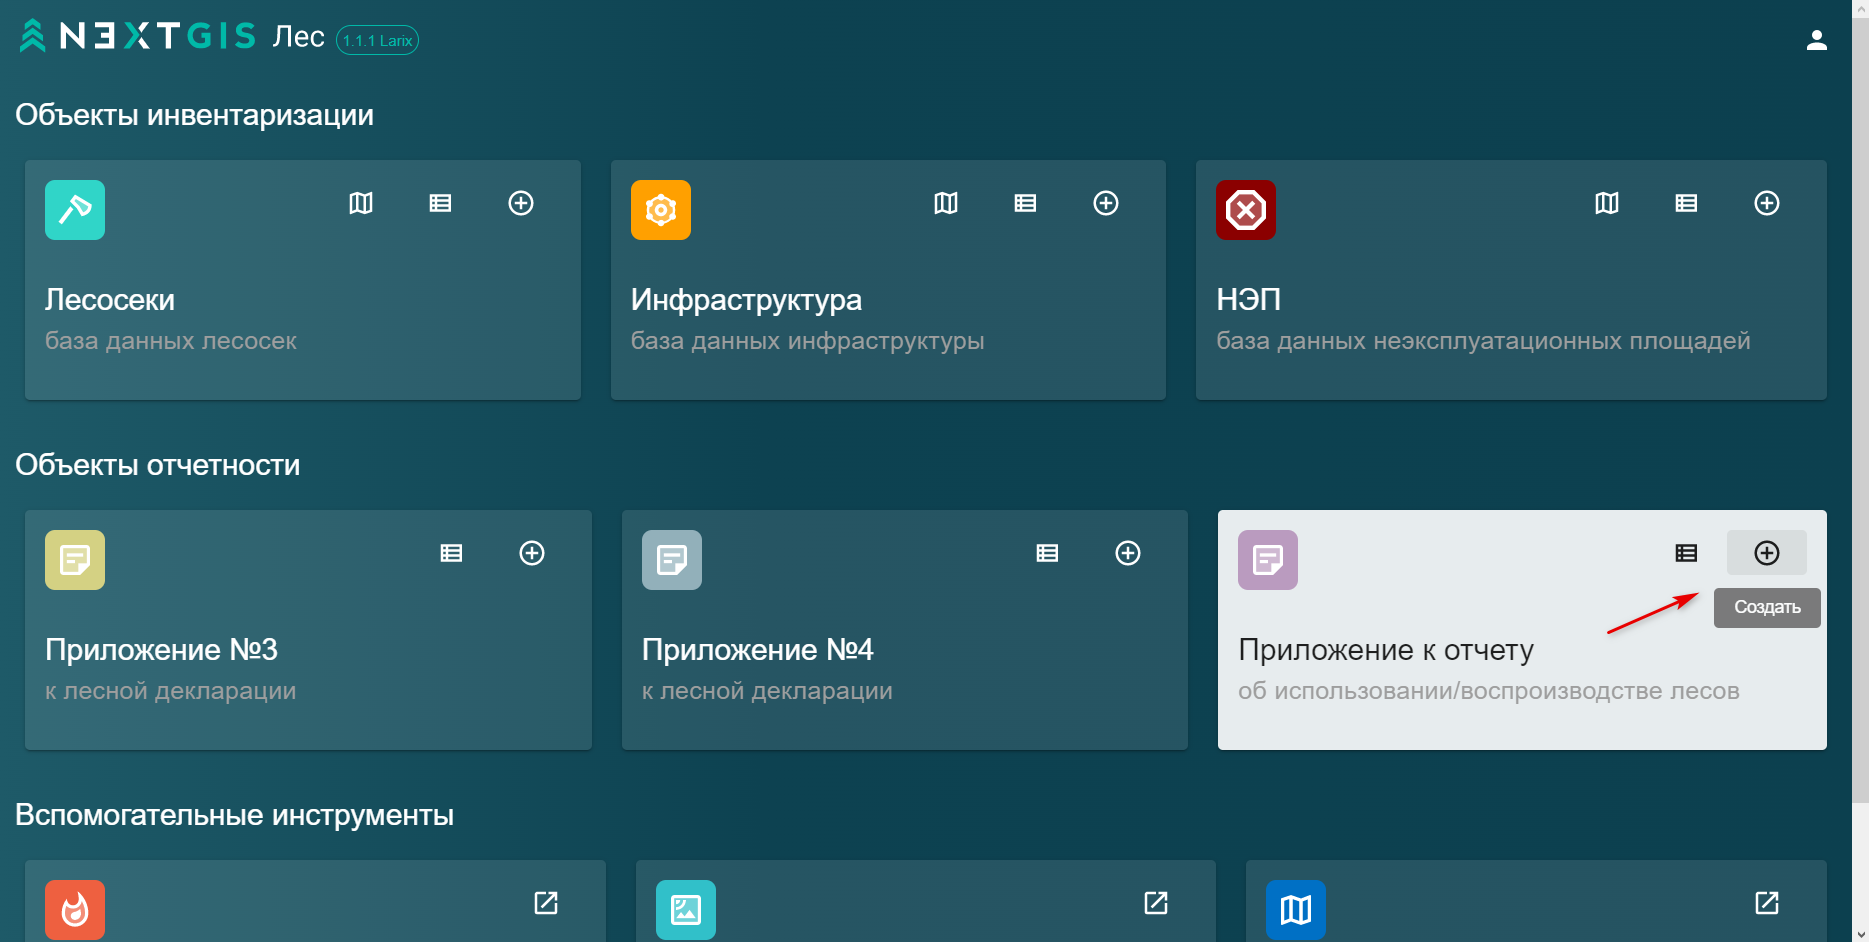 NEXTGIS Лес 1.1.1 Larix
Объекты инвентаризации
Лесосеки
база данных лесосек
Инфраструктура
база данных инфраструктуры
НЭП
база данных неэксплуатационных площадей
Объекты отчетности
Приложение №3
к лесной декларации
Приложение №4
к лесной декларации
Создать
Приложение к отчету
об использовании/воспроизводстве лесов
Вспомогательные инструменты